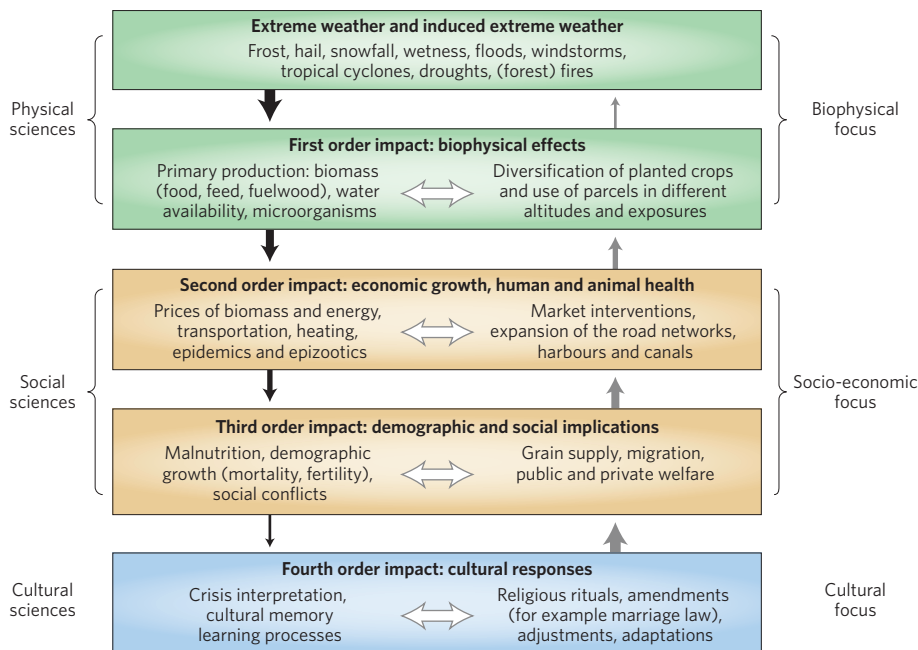 Extreme weather and induced extreme weather
Frost, hail, snowfall, wetness, floods, windstorms,
tropical cyclones, droughts, (forest) fires
Physical
sciences
Biophysical
focus
First order impact: biophysical effects
Primary production: biomass
(food, feed, fuelwood), water
availability, microorganisms
Diversification of planted crops
and use of parcels in different
altitudes and exposures
Second order impact: economic growth, human and animal health
Prices of biomass and energy,
transportation, heating,
epidemics and epizootics
Market interventions,
expansion of the road networks,
harbours and canals
Social
sciences
Socio-economic
focus
Third order impact: demographic and social implications
Malnutrition, demographic
growth (mortality, fertility),
social conflicts
Grain supply, migration,
public and private welfare
Fourth order impact: cultural responses
Cultural
sciences
Crisis interpretation,
cultural memory
learning processes
Religious rituals, amendments
(for example marriage law),
adjustments, adaptations
Cultural
focus